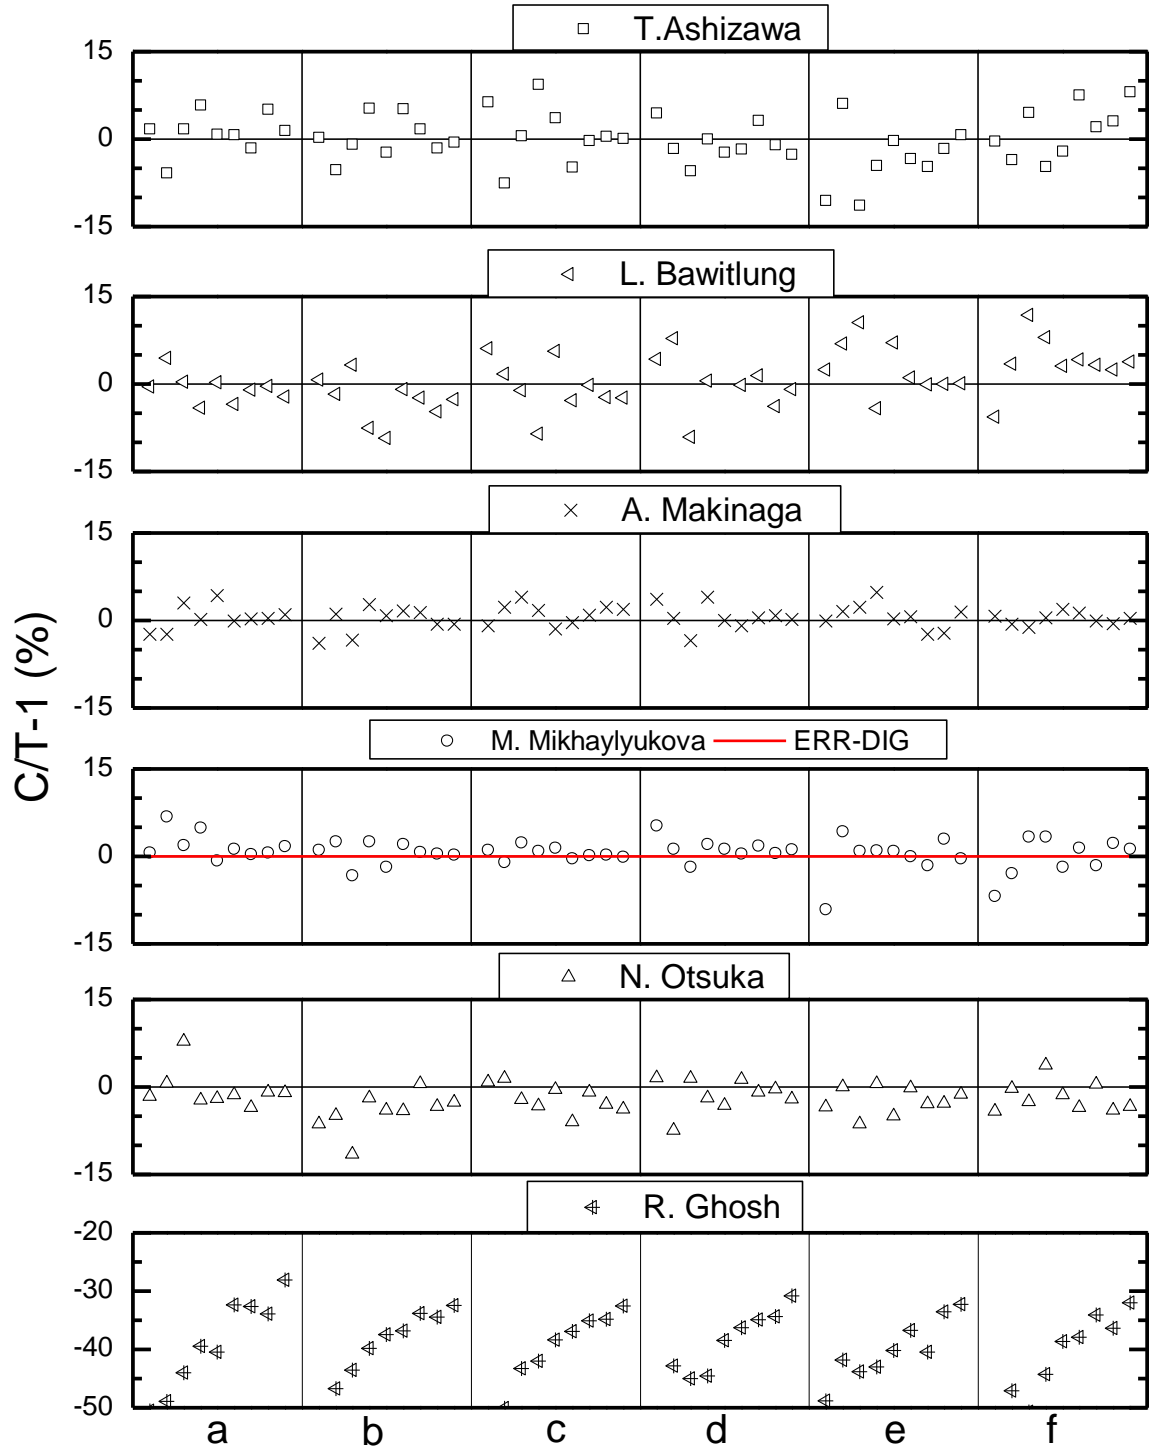 T.Ashizawa
15
0
-15
L. Bawitlung
15
0
-15
A. Makinaga
15
0
-15
C/T-1 (%)
M. Mikhaylyukova ERR-DIG
15
0
-15
N. Otsuka
15
0
-15
R. Ghosh
-20
-30
-40
-50
a b c d e f